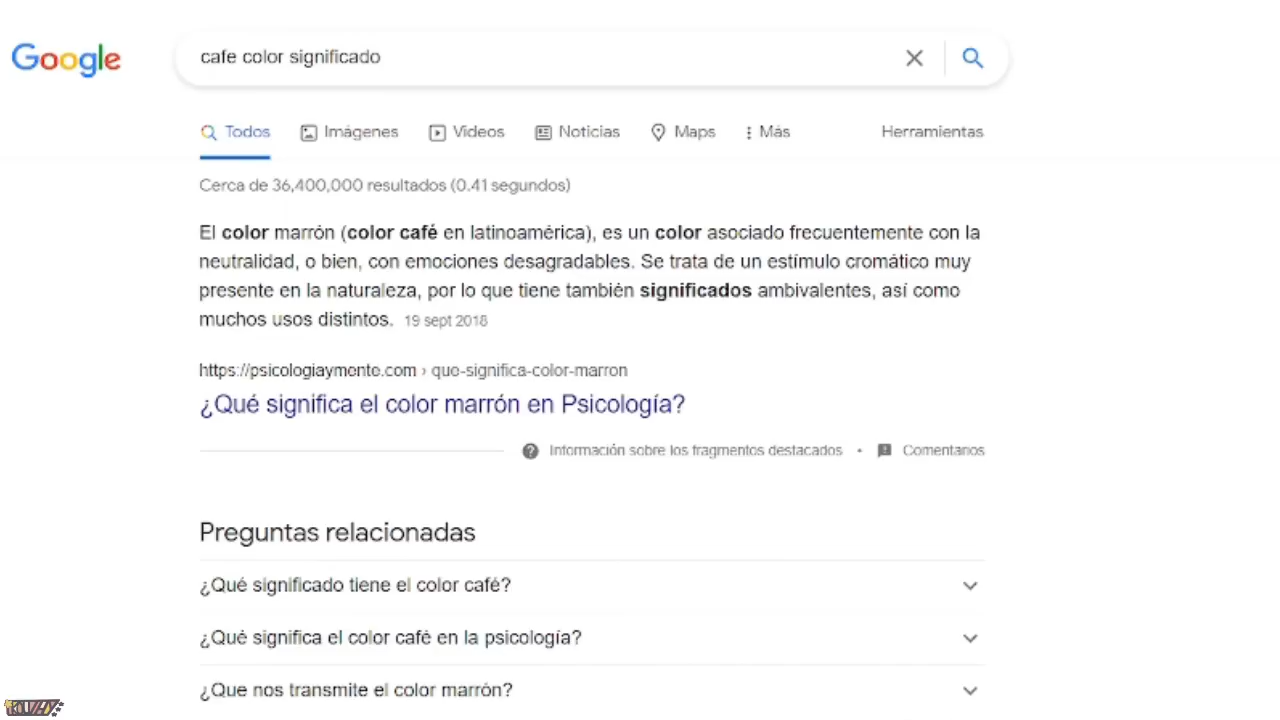 Google
cafe color significado
Todos Imágenes Videos Noticias Maps Más Herramientas
Cerca de 36,400,000 resultados (0.41 segundos)
El color marrón (color café en latinoamérica), es un color asociado frecuentemente con la
neutralidad, o bien, con emociones desagradables. Se trata de un estímulo cromático muy
presente en la naturaleza, por lo que tiene también significados ambivalentes, así como
muchos usos distintos. 19 sept 2018
https://psicologiaymente.com › que-significa-color-marron
¿Qué significa el color marrón en Psicología?
Información sobre los fragmentos destacados • Comentarios
Preguntas relacionadas
¿Qué significado tiene el color café?
¿Qué significa el color café en la psicología?
¿Que nos transmite el color marrón?